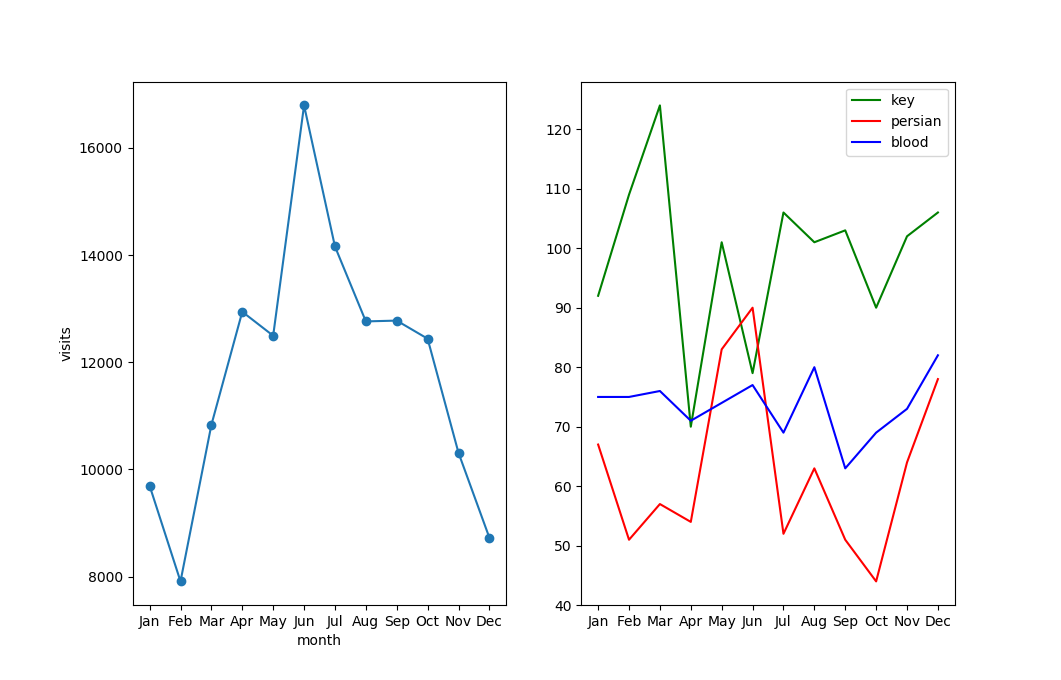 visits
16000
14000
12000
10000
8000
Jan Feb Mar Apr May Jun Jul Aug Sep Oct Nov Dec
month
key
persian
blood
120
110
100
90
80
70
60
50
40
Jan Feb Mar Apr May Jun Jul Aug Sep Oct Nov Dec